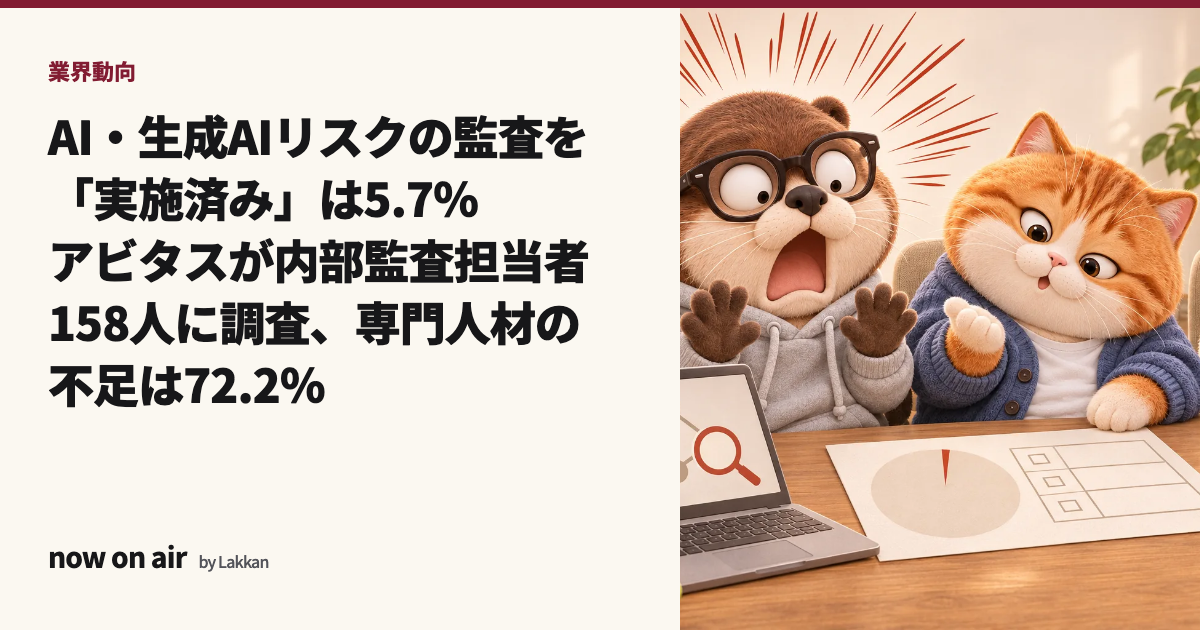 業界動向
AI・生成AIリスクの監査を
「実施済み」は5.7%
アビタスが内部監査担当者
158人に調査、専門人材の
不足は72.2%
now on air by Lakkan